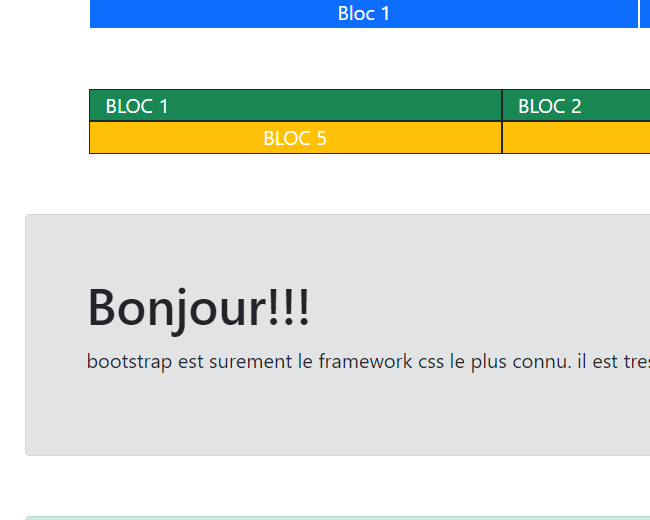 Bloc 1
BLOC 1 BLOC 2
BLOC 5
Bonjour!!!
bootstrap est surement le framework css le plus connu. il est tres